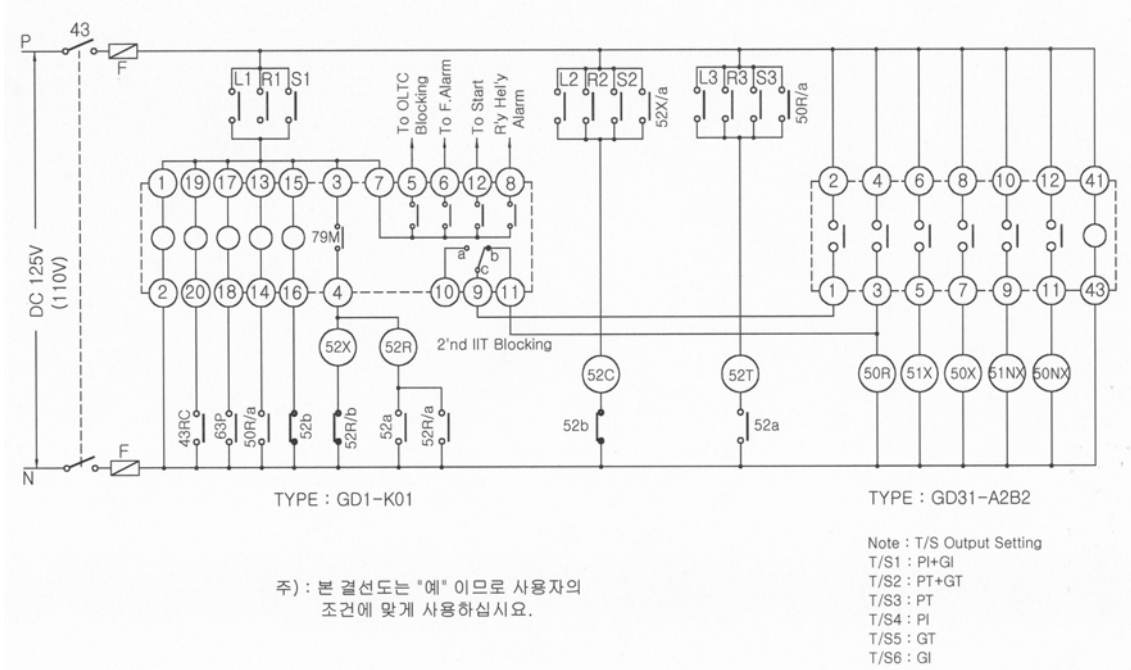 43
P
F
L1 R1 S1
To OLTC
Blocking
To F.Alarm
To Start
R'y Hel'y
Alarm
L2 R2 S2
52X/a
L3 R3 S3
50R/a
DC 125V
(110V)
1 19 17 13 15 3 7 5 6 12 8
2 4 6 8 10 12 41
79M
a b
c
2 20 18 14 16 4 10 9 11
1 3 5 7 9 11 43
52X 52R
2'nd IIT Blocking
52C 52T
50R 51X 50X 51NX 50NX
43RC 63P 50R/a 52b 52R/b 52a 52R/a
52b 52a
F
N
TYPE : GD1-K01
TYPE : GD31-A2B2
Note : T/S Output Setting
T/S1 : PI+GI
T/S2 : PT+GT
T/S3 : PT
T/S4 : PI
T/S5 : GT
T/S6 : GI
주) : 본 결선도는 "예" 이므로 사용자의
조건에 맞게 사용하십시요.